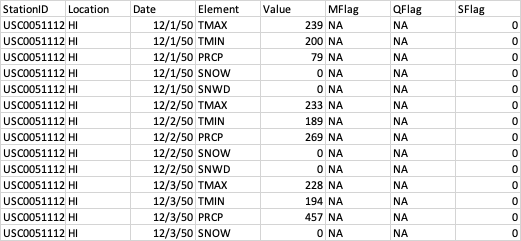 StationID Location Date Element Value MFlag QFlag SFlag
USC0051112 HI 12/1/50 TMAX 239 NA NA 0
USC0051112 HI 12/1/50 TMIN 200 NA NA 0
USC0051112 HI 12/1/50 PRCP 79 NA NA 0
USC0051112 HI 12/1/50 SNOW 0 NA NA 0
USC0051112 HI 12/1/50 SNWD 0 NA NA 0
USC0051112 HI 12/2/50 TMAX 233 NA NA 0
USC0051112 HI 12/2/50 TMIN 189 NA NA 0
USC0051112 HI 12/2/50 PRCP 269 NA NA 0
USC0051112 HI 12/2/50 SNOW 0 NA NA 0
USC0051112 HI 12/2/50 SNWD 0 NA NA 0
USC0051112 HI 12/3/50 TMAX 228 NA NA 0
USC0051112 HI 12/3/50 TMIN 194 NA NA 0
USC0051112 HI 12/3/50 PRCP 457 NA NA 0
USC0051112 HI 12/3/50 SNOW 0 NA NA 0